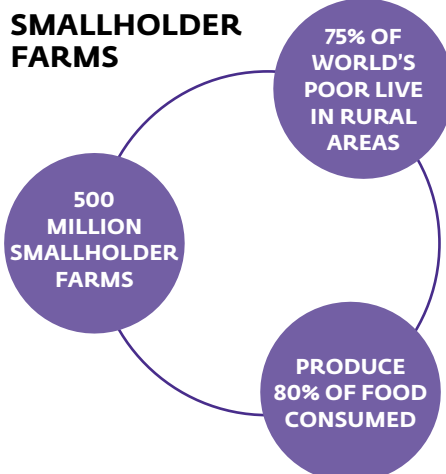 SMALLHOLDER
FARMS
75% OF
WORLD'S
POOR LIVE
IN RURAL
AREAS
500
MILLION
SMALLHOLDER
FARMS
PRODUCE
80% OF FOOD
CONSUMED